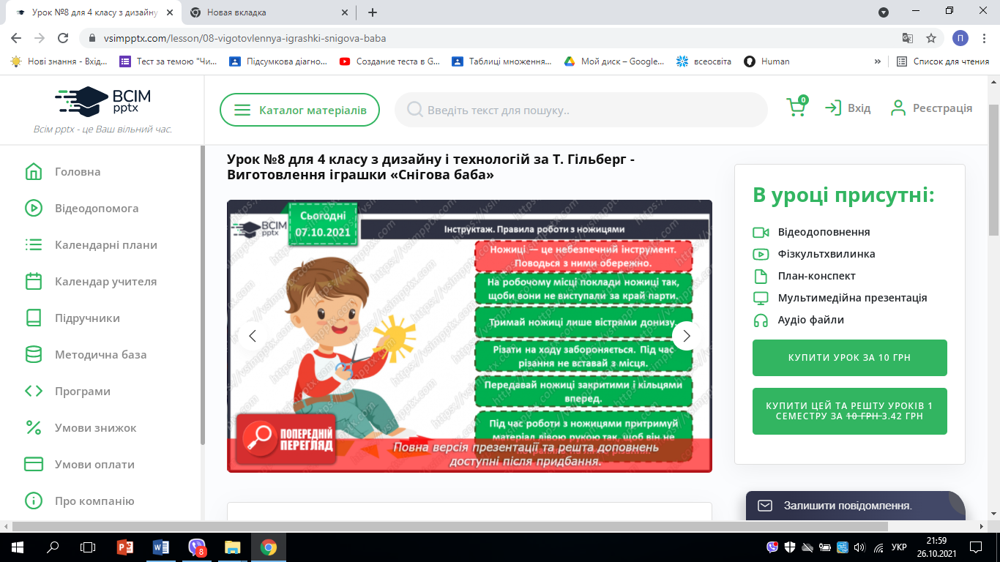 Урок №8 для 4 класу з дизайну
Новая вкладка
vsimpptx.com/lesson/08-vigotovlennya-igrashki-snigova-baba
П
Нові знання - Вхід...
Тест за темою "Чи...
Підсумкова діагно...
Создание теста в G...
Таблиці множення...
Мой диск – Google...
всеосвіта
Human
»
Список для чтения
ВСІМ
pptx
Всім pptx - це Ваш вільний час.
Каталог матеріалів
Введіть текст для пошуку..
0
Вхід
Реєстрація
Головна
Відеодопомога
Календарні плани
Календар учителя
Підручники
Методична база
Програми
Умови знижок
Умови оплати
Про компанію
Урок №8 для 4 класу з дизайну і технологій за Т. Гільберг -
Виготовлення іграшки «Снігова баба»
ВСІМ
pptx
Сьогодні
07.10.2021
Інструктаж. Правила роботи з ножицями
Ножиці — це небезпечний інструмент.
Поводься з ними обережно.
На робочому місці поклади ножиці так,
щоби вони не виступали за край парти.
Тримай ножиці лише вістрями донизу.
Різати на ходу забороняється. Під час
різання не вставай з місця.
Передавай ножиці закритими і кільцями
вперед.
Під час роботи з ножицями притримуй
матеріал лівою рукою так, щоб він не
ПОПЕРЕДНІЙ
ПЕРЕГЛЯД
Повна версія презентації та решта доповнень
доступні після придбання.
https://vsimpptx.com
В уроці присутні:
Відеодоповнення
Фізкультхвилинка
План-конспект
Мультимедійна презентація
Аудіо файли
КУПИТИ УРОК ЗА 10 ГРН
КУПИТИ ЦЕЙ ТА РЕШТУ УРОКІВ 1
СЕМЕСТРУ ЗА 10 ГРН 3.42 ГРН
Залишити повідомлення.
8
УКР
21:59
26.10.2021